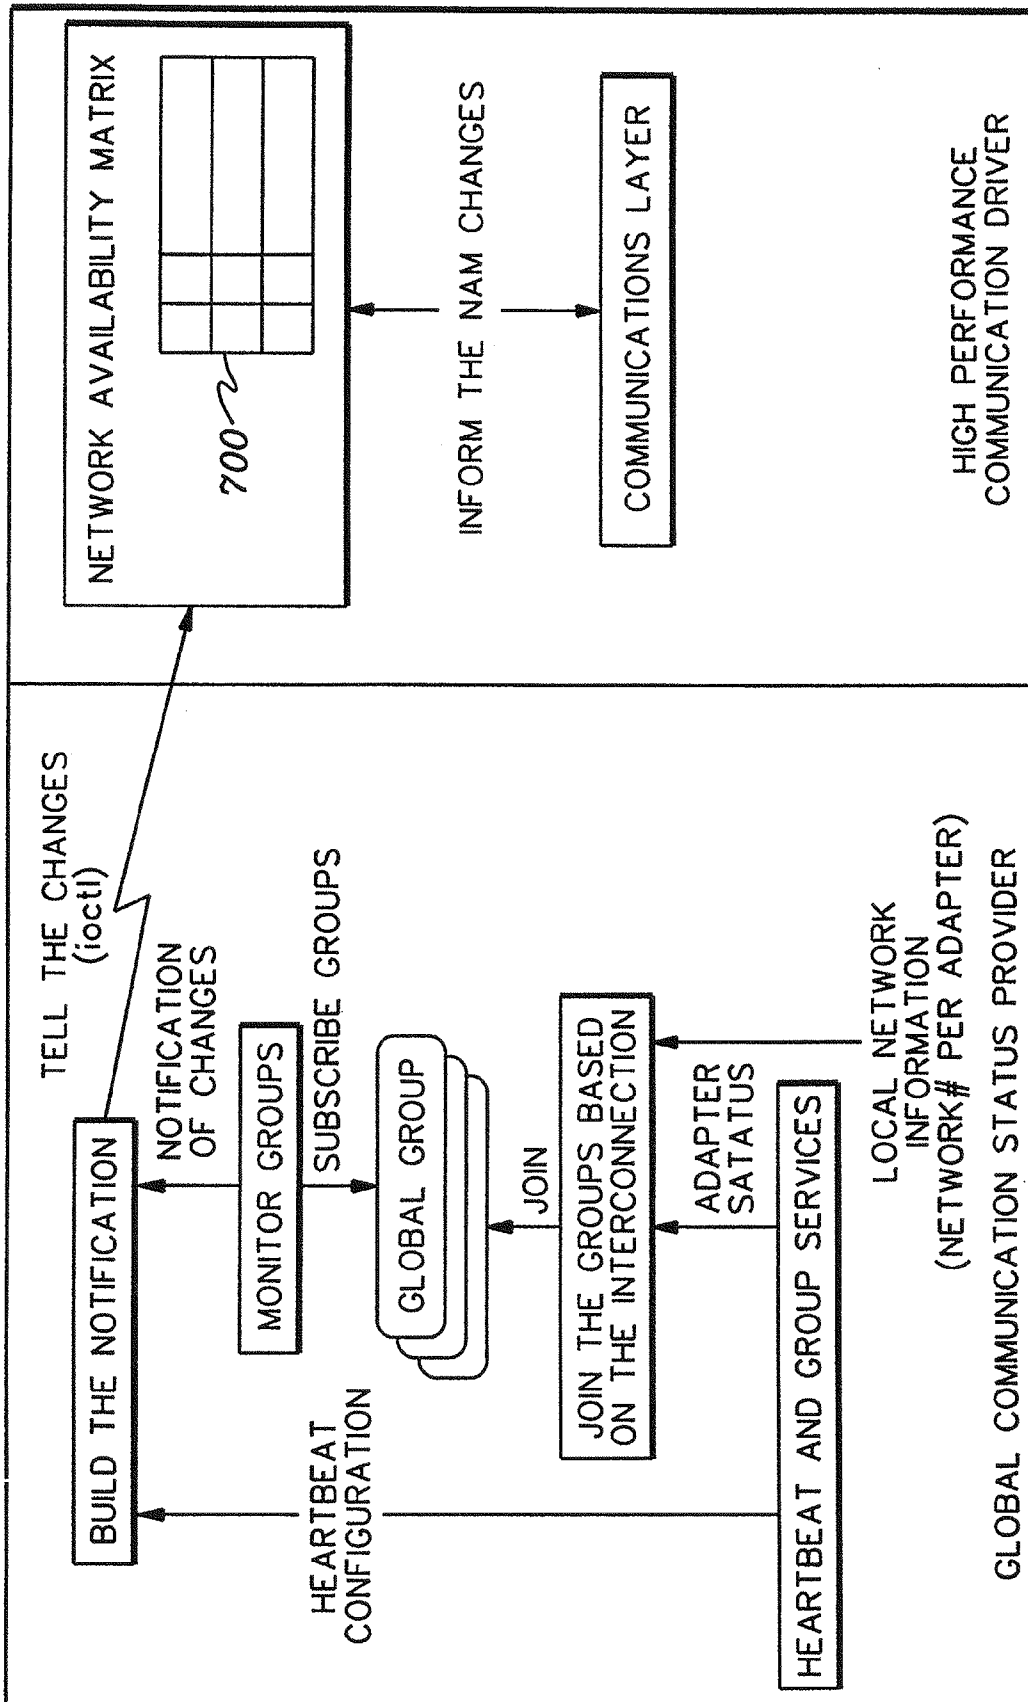 TELL THE CHANGES
(ioctl)
BUILD THE NOTIFICATION
NOTIFICATION
OF CHANGES
MONITOR GROUPS
SUBSCRIBE GROUPS
GLOBAL GROUP
HEARTBEAT
CONFIGURATION
JOIN
JOIN THE GROUPS BASED
ON THE INTERCONNECTION
ADAPTER
SATATUS
HEARTBEAT AND GROUP SERVICES
LOCAL NETWORK
INFORMATION
(NETWORK# PER ADAPTER)
GLOBAL COMMUNICATION STATUS PROVIDER
NETWORK AVAILABILITY MATRIX
700
INFORM THE NAM CHANGES
COMMUNICATIONS LAYER
HIGH PERFORMANCE
COMMUNICATION DRIVER